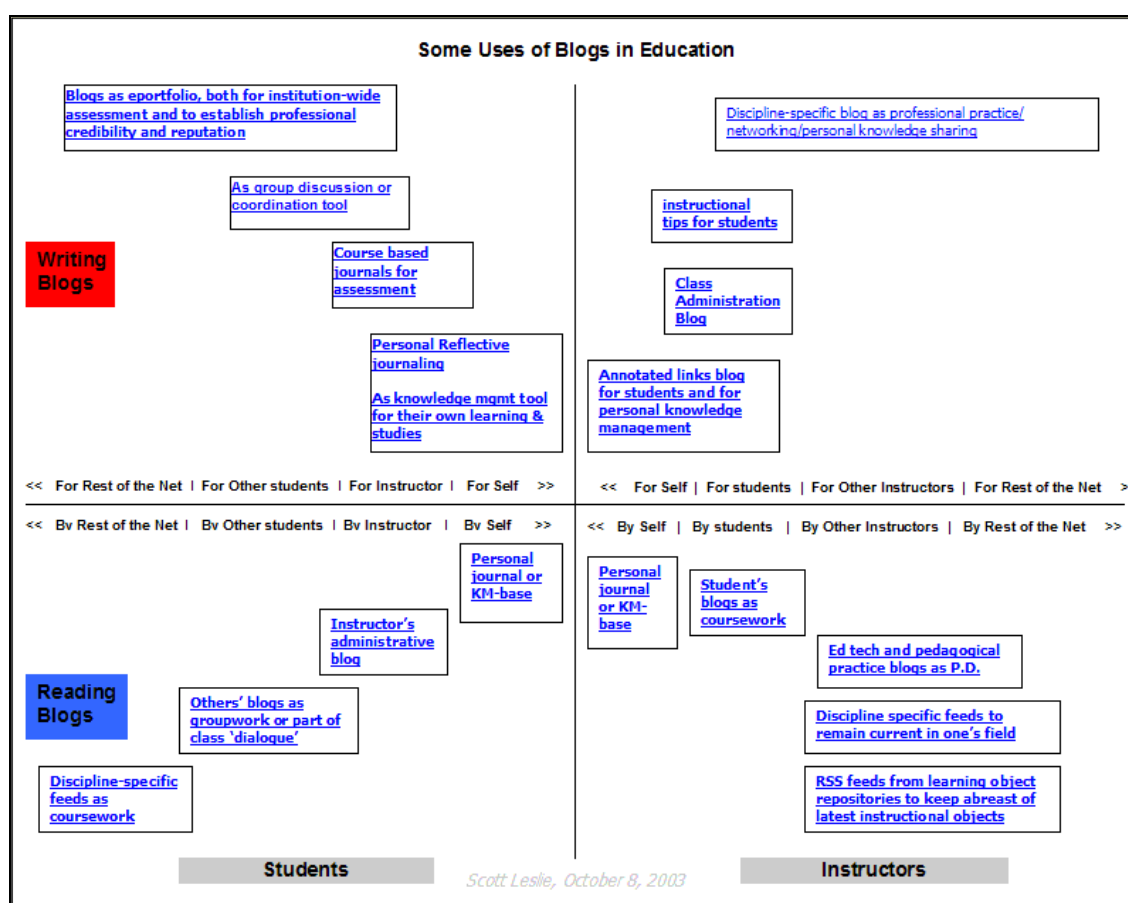 Some Uses of Blogs in Education
Blogs as eportfolio, both for institution-wide
assessment and to establish professional
credibility and reputation
Discipline-specific blog as professional practice/
networking/personal knowledge sharing
As group discussion or
coordination tool
instructional
tips for students
Writing
Blogs
Course based
journals for
assessment
Class
Administration
Blog
Personal Reflective
journaling
As knowledge mgmt tool
for their own learning &
studies
Annotated links blog
for students and for
personal knowledge
management
<< For Rest of the Net | For Other students | For Instructor | For Self >>
<< For Self | For students | For Other Instructors | For Rest of the Net >
<< By Rest of the Net | By Other students | By Instructor | By Self >>
<< By Self | By students | By Other Instructors | By Rest of the Net >>
Personal
journal or
KM-base
Personal
journal
or KM-
base
Student's
blogs as
coursework
Instructor's
administrative
blog
Ed tech and pedagogical
practice blogs as P.D.
Reading
Blogs
Others' blogs as
groupwork or part of
class 'dialogue'
Discipline specific feeds to
remain current in one's field
Discipline-specific
feeds as
coursework
RSS feeds from learning object
repositories to keep abreast of
latest instructional objects
Students
Scott Leslie, October 8, 2003
Instructors